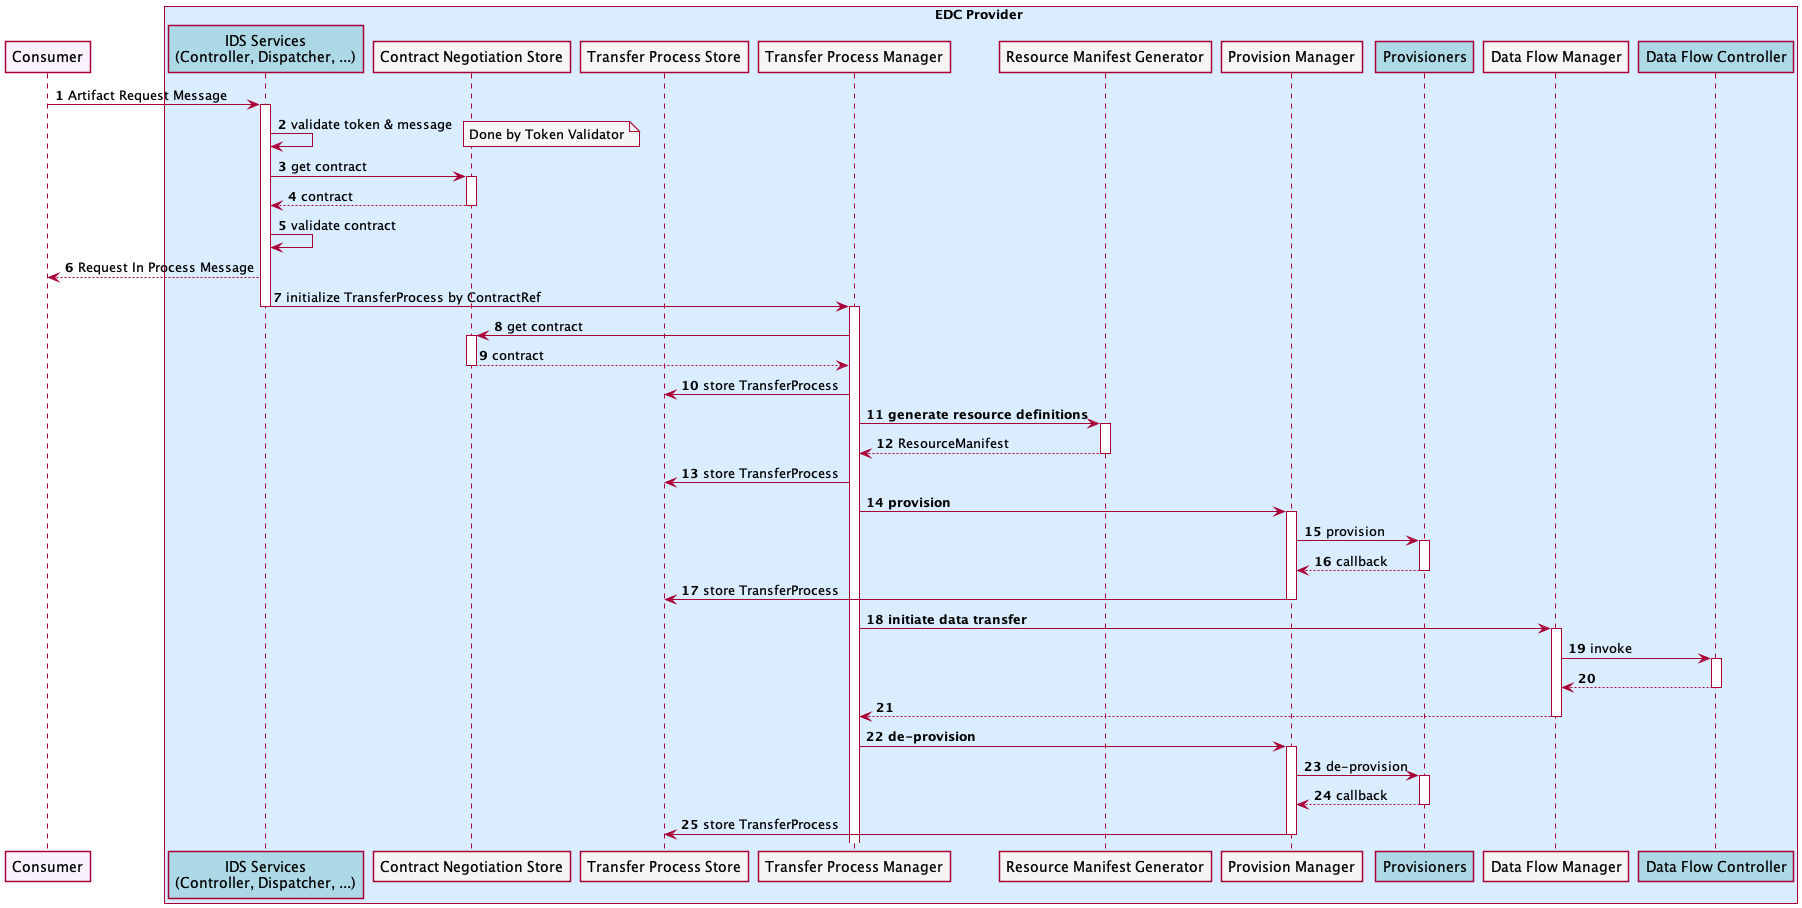 EDC Provider
Consumer
IDS Services
(Controller, Dispatcher, ...)
Contract Negotiation Store
Transfer Process Store
Transfer Process Manager
Resource Manifest Generator
Provision Manager
Provisioners
Data Flow Manager
Data Flow Controller
1 Artifact Request Message
2 validate token & message
Done by Token Validator
3 get contract
4 contract
5 validate contract
6 Request In Process Message
7 initialize TransferProcess by ContractRef
8 get contract
9 contract
10 store TransferProcess
11 generate resource definitions
12 ResourceManifest
13 store TransferProcess
14 provision
15 provision
16 callback
17 store TransferProcess
18 initiate data transfer
19 invoke
20
21
22 de-provision
23 de-provision
24 callback
25 store TransferProcess
Consumer
IDS Services
(Controller, Dispatcher, ...)
Contract Negotiation Store
Transfer Process Store
Transfer Process Manager
Resource Manifest Generator
Provision Manager
Provisioners
Data Flow Manager
Data Flow Controller